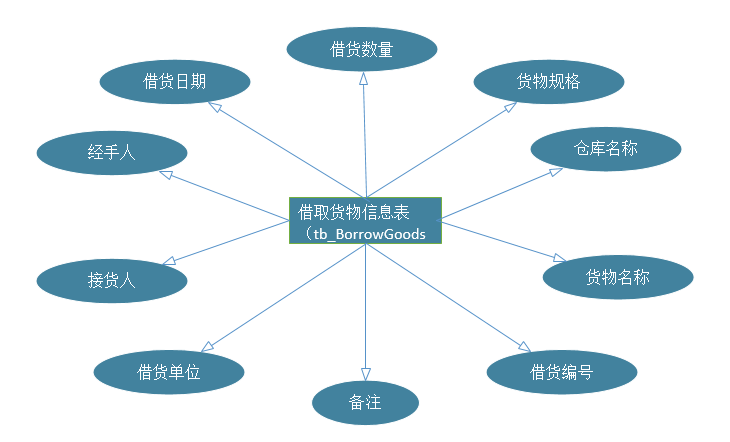 借货数量
借货日期
货物规格
经手人
仓库名称
借取货物信息表
（tb_BorrowGoods
接货人
货物名称
借货单位
借货编号
备注